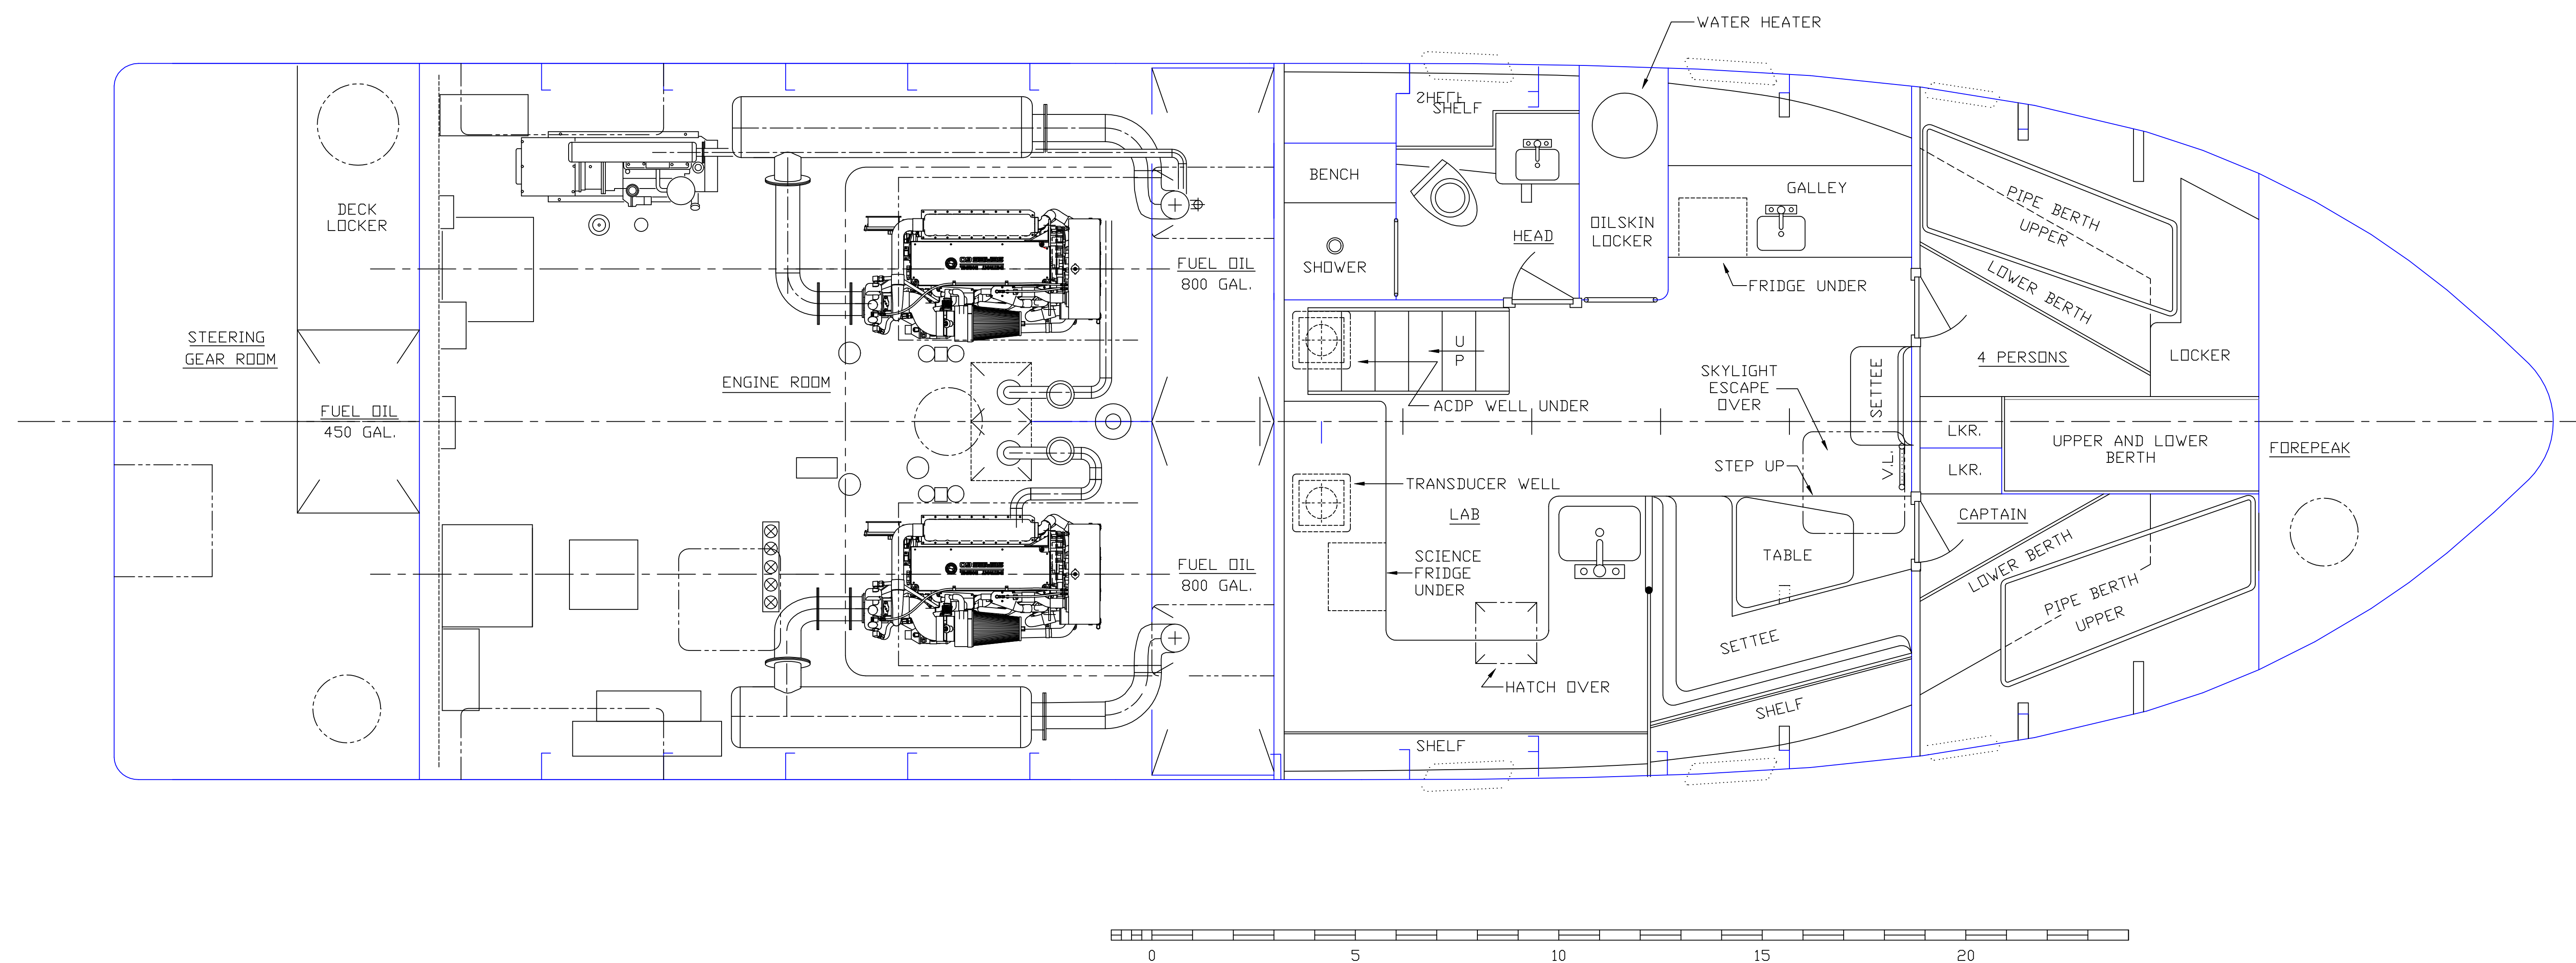 WATER HEATER
SHELF
SHELF
BENCH
GALLEY
DECK
LOCKER
OILSKIN
LOCKER
HEAD
PIPE BERTH
UPPER
SHOWER
FUEL OIL
800 GAL.
FRIDGE UNDER
LOWER BERTH
STEERING
GEAR ROOM
U
P
4 PERSONS
LOCKER
ENGINE ROOM
SKYLIGHT
ESCAPE
OVER
SETTEE
ACDP WELL UNDER
FUEL OIL
450 GAL.
LKR.
UPPER AND LOWER
BERTH
FOREPEAK
LKR.
V.L.
STEP UP
TRANSDUCER WELL
LAB
CAPTAIN
SCIENCE
FRIDGE
UNDER
TABLE
LOWER BERTH
FUEL OIL
800 GAL.
PIPE BERTH
UPPER
SETTEE
HATCH OVER
SHELF
SHELF
0 5 10 15 20